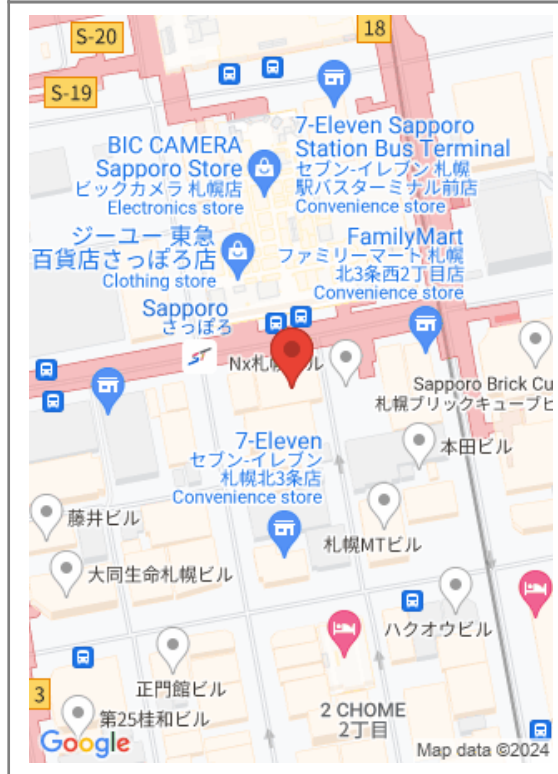 18
S-20
S-19
BIC CAMERA
Sapporo Store
ビックカメラ 札幌店
Electronics store
7-Eleven Sapporo
Station Bus Terminal
セブン-イレブン 札幌
駅バスターミナル前店
Convenience store
ジーユー 東急
百貨店さっぽろ店
Clothing store
FamilyMart
ファミリーマート 札幌
北3条西2丁目店
Convenience store
Sapporo
さっぽろ
ST
Nx札幌ビル
Sapporo Brick Cu
札幌ブリックキューブビ
7-Eleven
セブン-イレブン
札幌北3条店
Convenience store
本田ビル
藤井ビル
札幌MTビル
大同生命札幌ビル
ハクオウビル
正門館ビル
3
第25桂和ビル
2 CHOME
2丁目
Google
Map data ©2024